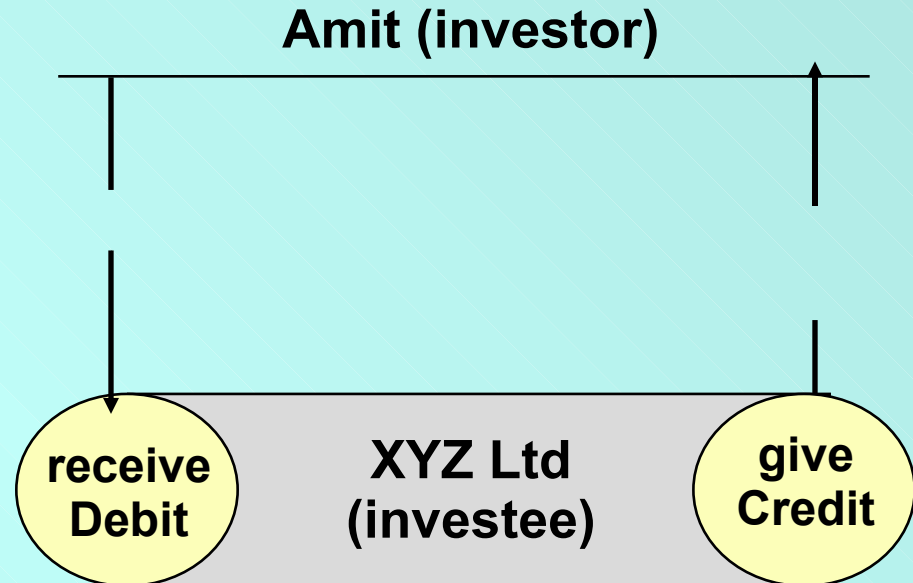 Amit (investor)
receive
Debit
XYZ Ltd
(investee)
give
Credit